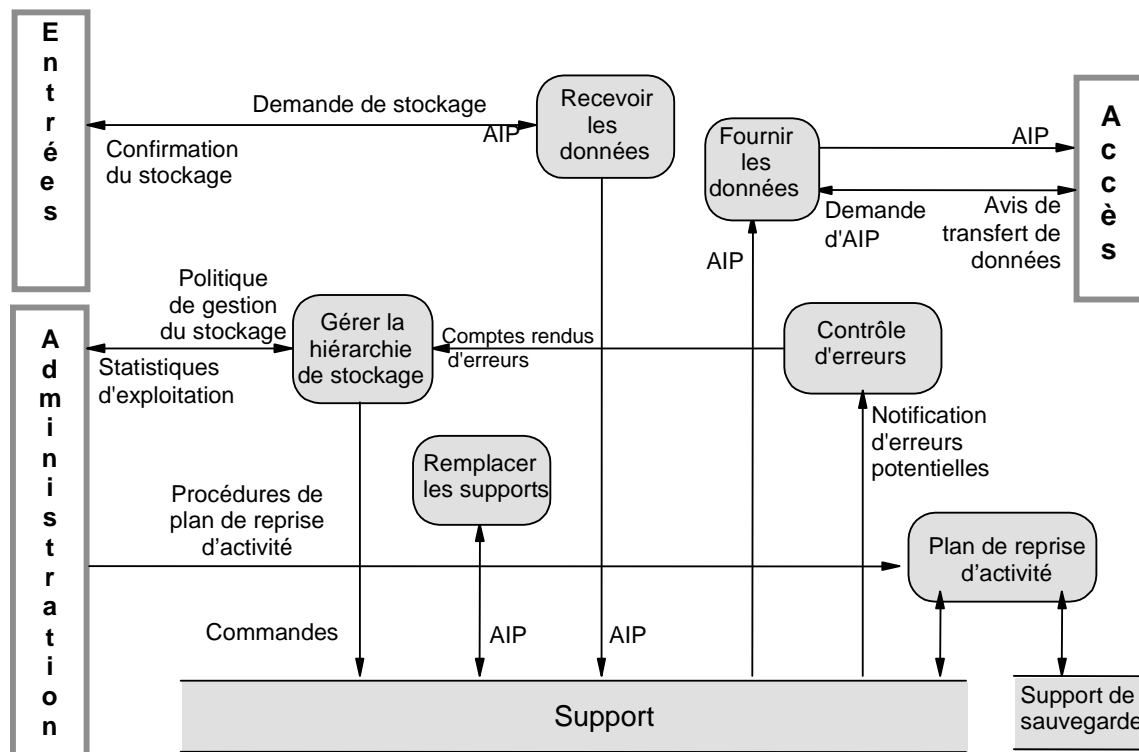 Entrées
Demande de stockage
AIP
Confirmation
du stockage
Recevoir
les
données
Fournir
les
données
AIP
Demande
d'AIP
Avis de
transfert de
données
Accès
AIP
Politique
de gestion
du stockage
Statistiques
d'exploitation
Gérer la
hiérarchie
de stockage
Comptes rendus
d'erreurs
Contrôle
d'erreurs
Notification
d'erreurs
potentielles
Administration
Remplacer
les supports
Procédures de
plan de reprise
d’activité
Plan de reprise
d’activité
Commandes
AIP
AIP
Support
Support de
sauvegarde